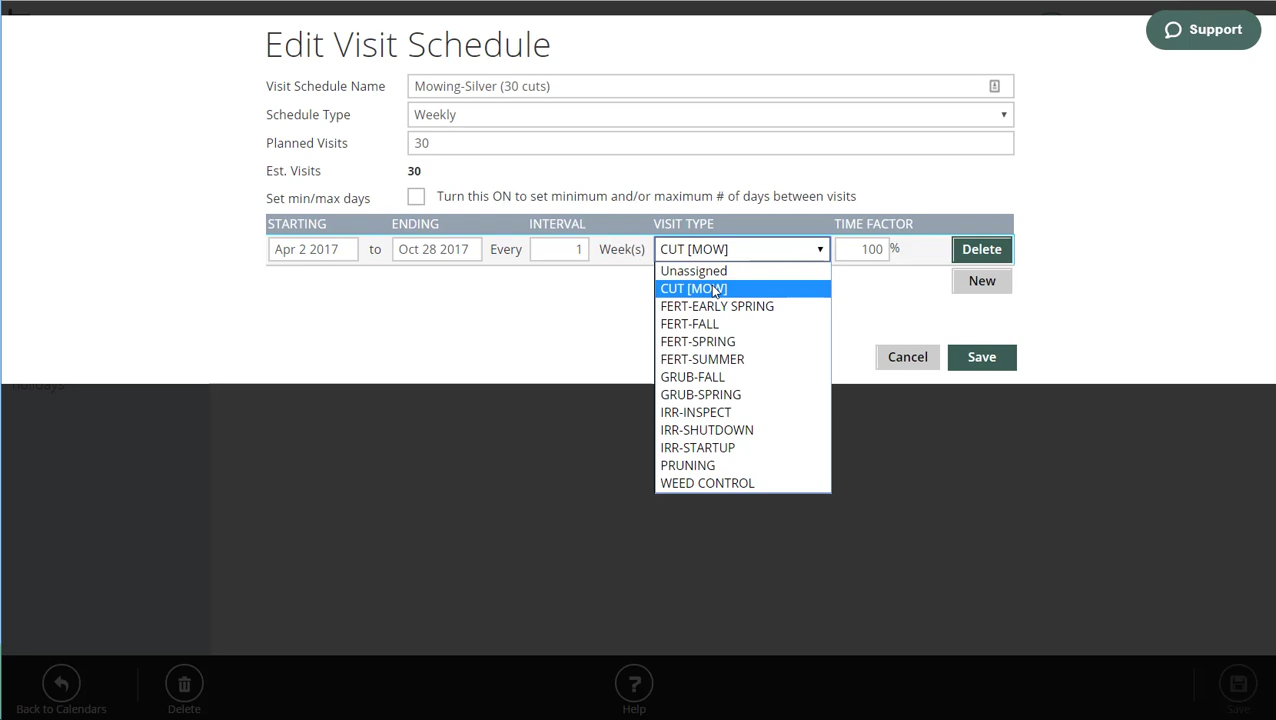 Edit Visit Schedule
Support
Visit Schedule Name Mowing-Silver (30 cuts)
Schedule Type Weekly
Planned Visits 30
Est. Visits 30
Set min/max days Turn this ON to set minimum and/or maximum # of days between visits
STARTING ENDING INTERVAL VISIT TYPE TIME FACTOR
Apr 2 2017 to Oct 28 2017 Every 1 Week(s) CUT [MOW] 100 % Delete
Unassigned
New
CUT [MOW]
FERT-EARLY SPRING
FERT-FALL
FERT-SPRING
Cancel Save
FERT-SUMMER
GRUB-FALL
holidays
GRUB-SPRING
IRR-INSPECT
IRR-SHUTDOWN
IRR-STARTUP
PRUNING
WEED CONTROL
Back to Calendars Delete ? Help Save